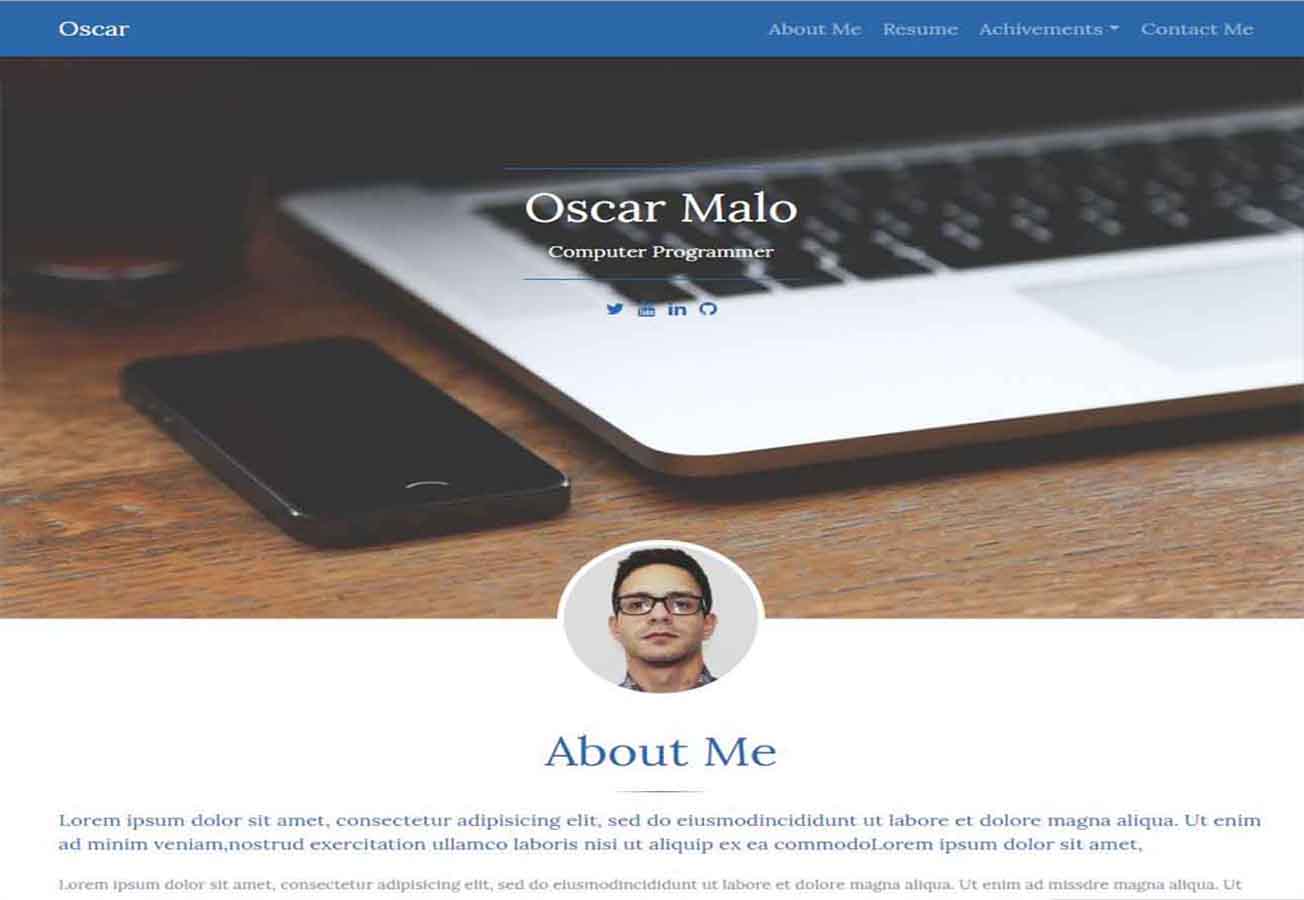 Oscar
About Me Resume Achivements Contact Me
Oscar Malo
Computer Programmer
About Me
Lorem ipsum dolor sit amet, consectetur adipisicing elit, sed do eiusmodincididunt ut labore et dolore magna aliqua. Ut enim
ad minim veniam,nostrud exercitation ullamco laboris nisi ut aliquip ex ea commodoLorem ipsum dolor sit amet,
Lorem ipsum dolor sit amet, consectetur adipisicing elit, sed do eiusmodincididunt ut labore et dolore magna aliqua. Ut enim ad missdre magna aliqua. Ut